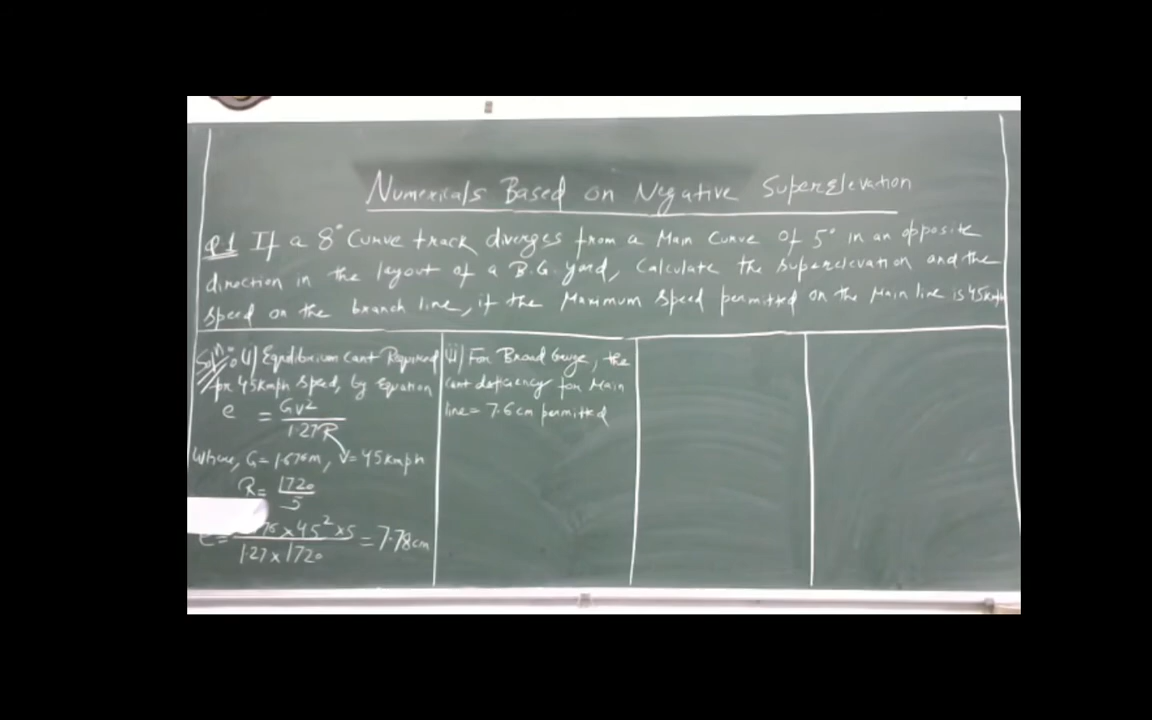 Numericals Based on Negative Superelevation
Q.1 If a 8° Curve track diverges from a Main Curve Of 5° in an opposite
direction in the layout of a B.G. yard, Calculate the superelevation and the
speed on the branch line, if the Maximum speed permitted on the Main line is 45kmph
Soln: (i) Equilibrium Cant Required
for 45kmph speed, by Equation
e = GV²/1.27R
Where, G = 1.676m, V = 45kmph
R = 1720/5
e = 76 x 45² x 5/1.27 x 1720 = 7.78cm
(ii) For Broad Gauge, the
cant deficiency for Main
line = 7.6cm permitted